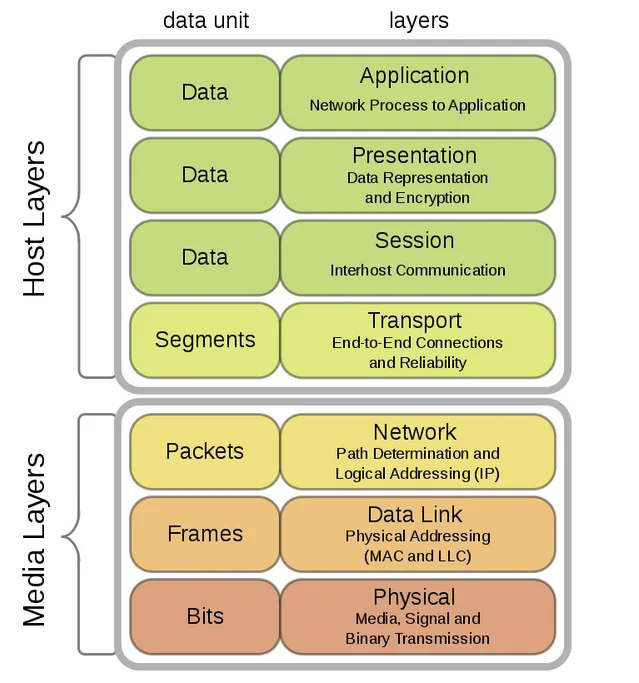 data unit
layers
Host Layers
Data
Application
Network Process to Application
Data
Presentation
Data Representation
and Encryption
Data
Session
Interhost Communication
Segments
Transport
End-to-End Connections
and Reliability
Media Layers
Packets
Network
Path Determination and
Logical Addressing (IP)
Frames
Data Link
Physical Addressing
(MAC and LLC)
Bits
Physical
Media, Signal and
Binary Transmission